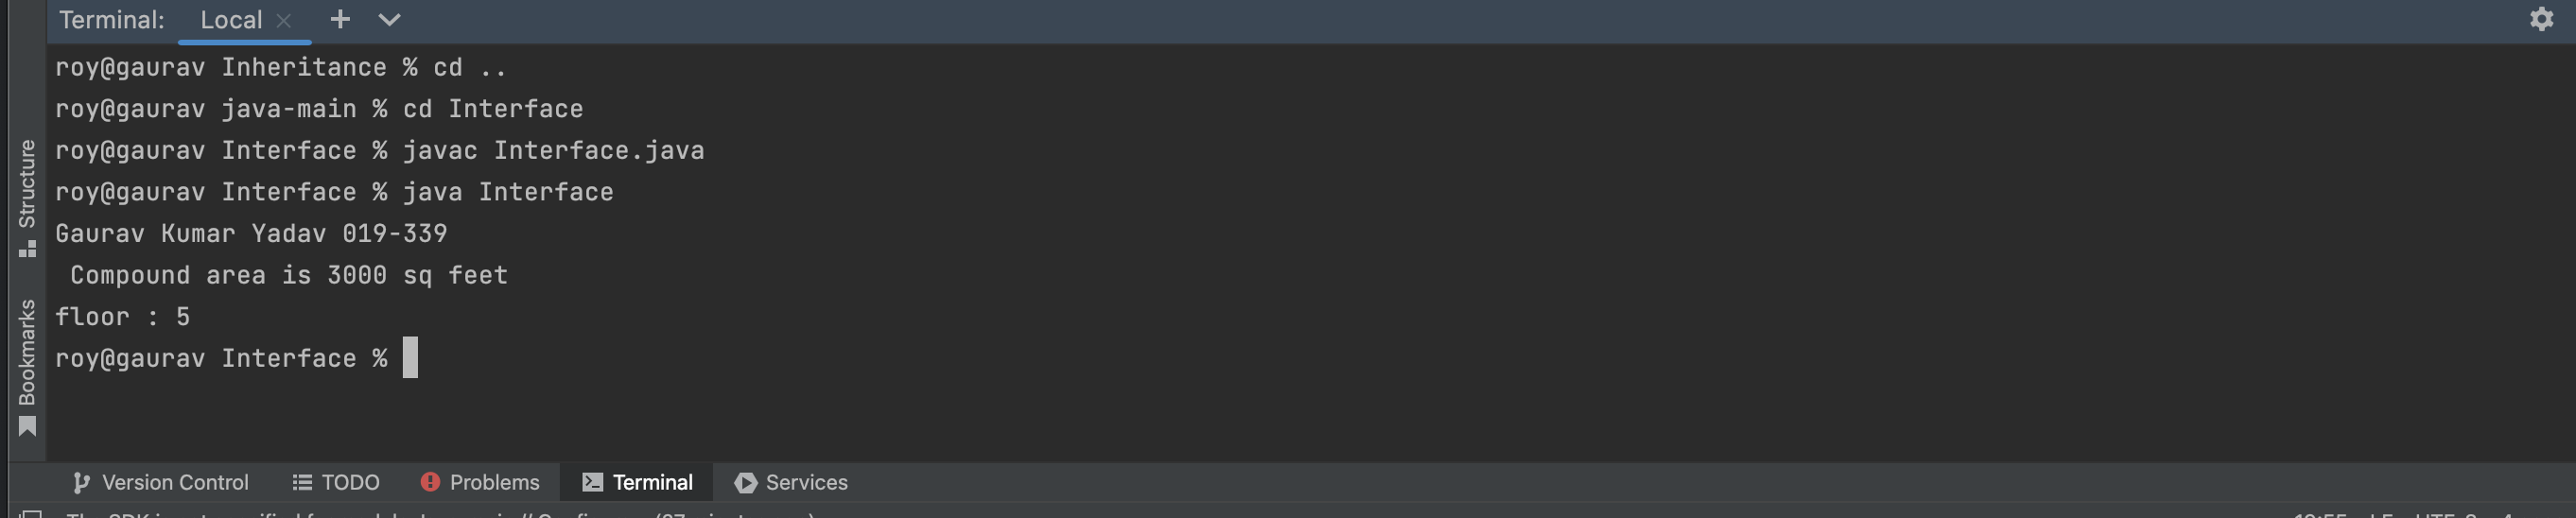 Terminal: Local
roy@gaurav Inheritance % cd ..
roy@gaurav java-main % cd Interface
roy@gaurav Interface % javac Interface.java
roy@gaurav Interface % java Interface
Gaurav Kumar Yadav 019-339
Compound area is 3000 sq feet
floor : 5
roy@gaurav Interface %
Structure
Bookmarks
Version Control TODO Problems Terminal Services